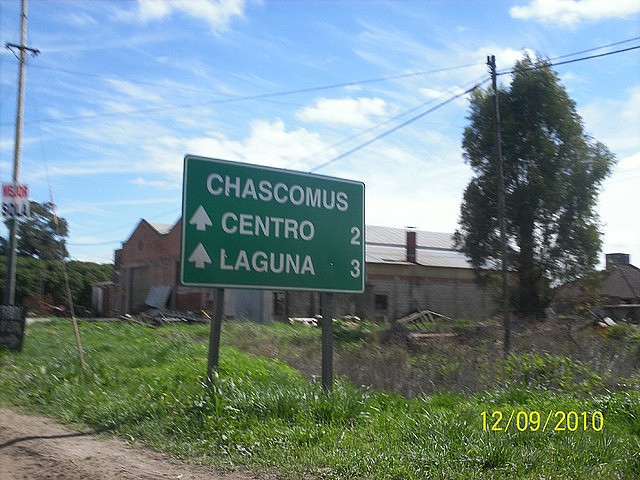 CHASCOMUS
CENTRO 2
LAGUNA 3
12/09/2010